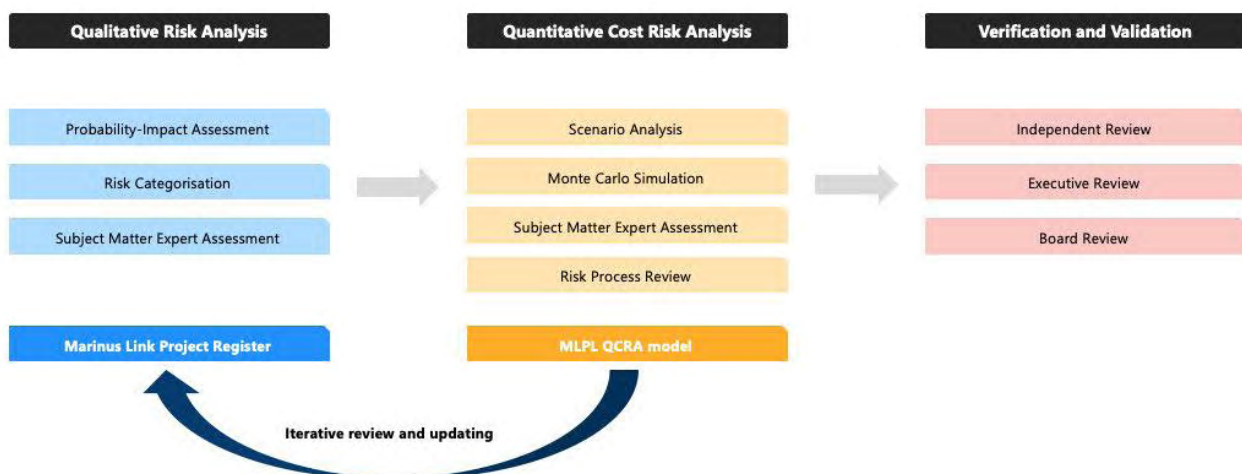 Qualitative Risk Analysis
Probability-Impact Assessment
Risk Categorisation
Subject Matter Expert Assessment
Marinus Link Project Register
Quantitative Cost Risk Analysis
Scenario Analysis
Monte Carlo Simulation
Subject Matter Expert Assessment
Risk Process Review
MLPL QCRA model
Verification and Validation
Independent Review
Executive Review
Board Review
Iterative review and updating